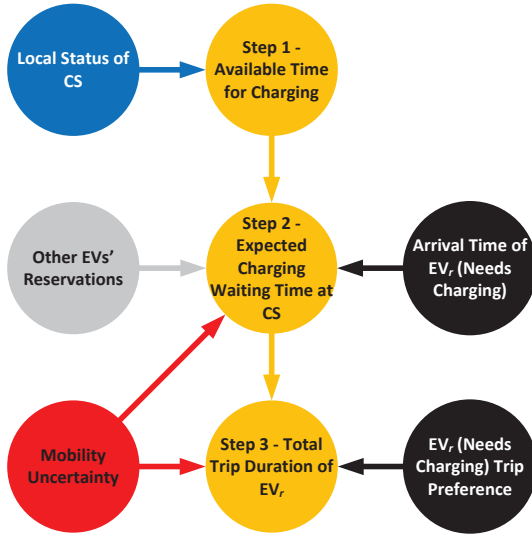 Local Status of
CS
Step 1 -
Available Time
for Charging
Other EVs'
Reservations
Step 2 -
Expected
Charging
Waiting Time at
CS
Arrival Time of
EVr (Needs
Charging)
Mobility
Uncertainty
Step 3 - Total
Trip Duration of
EVr
EVr (Needs
Charging) Trip
Preference